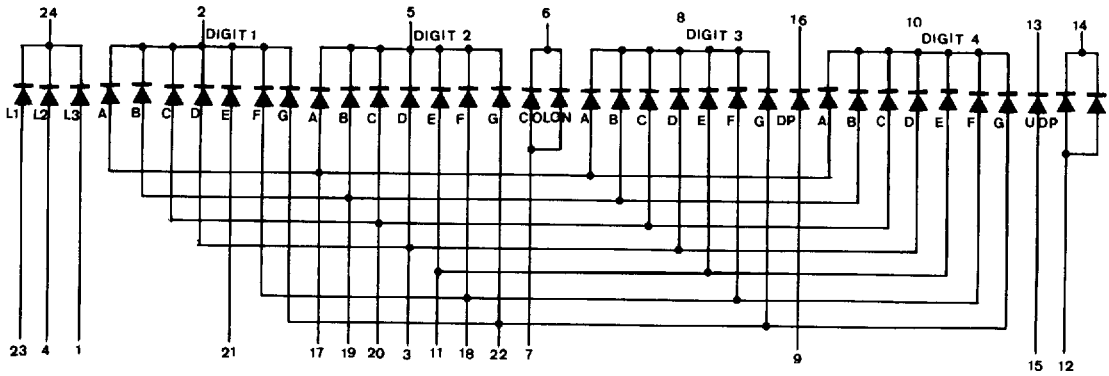 24 2 5 6 8 16 10 13 14
DIGIT 1 DIGIT 2 DIGIT 3 DIGIT 4
L1 L2 L3 A B C D E F G A B C D E F G COLON A B C D E F G DP A B C D E F G UDP
23 4 1 21 17 19 20 3 11 18 22 7 9 15 12